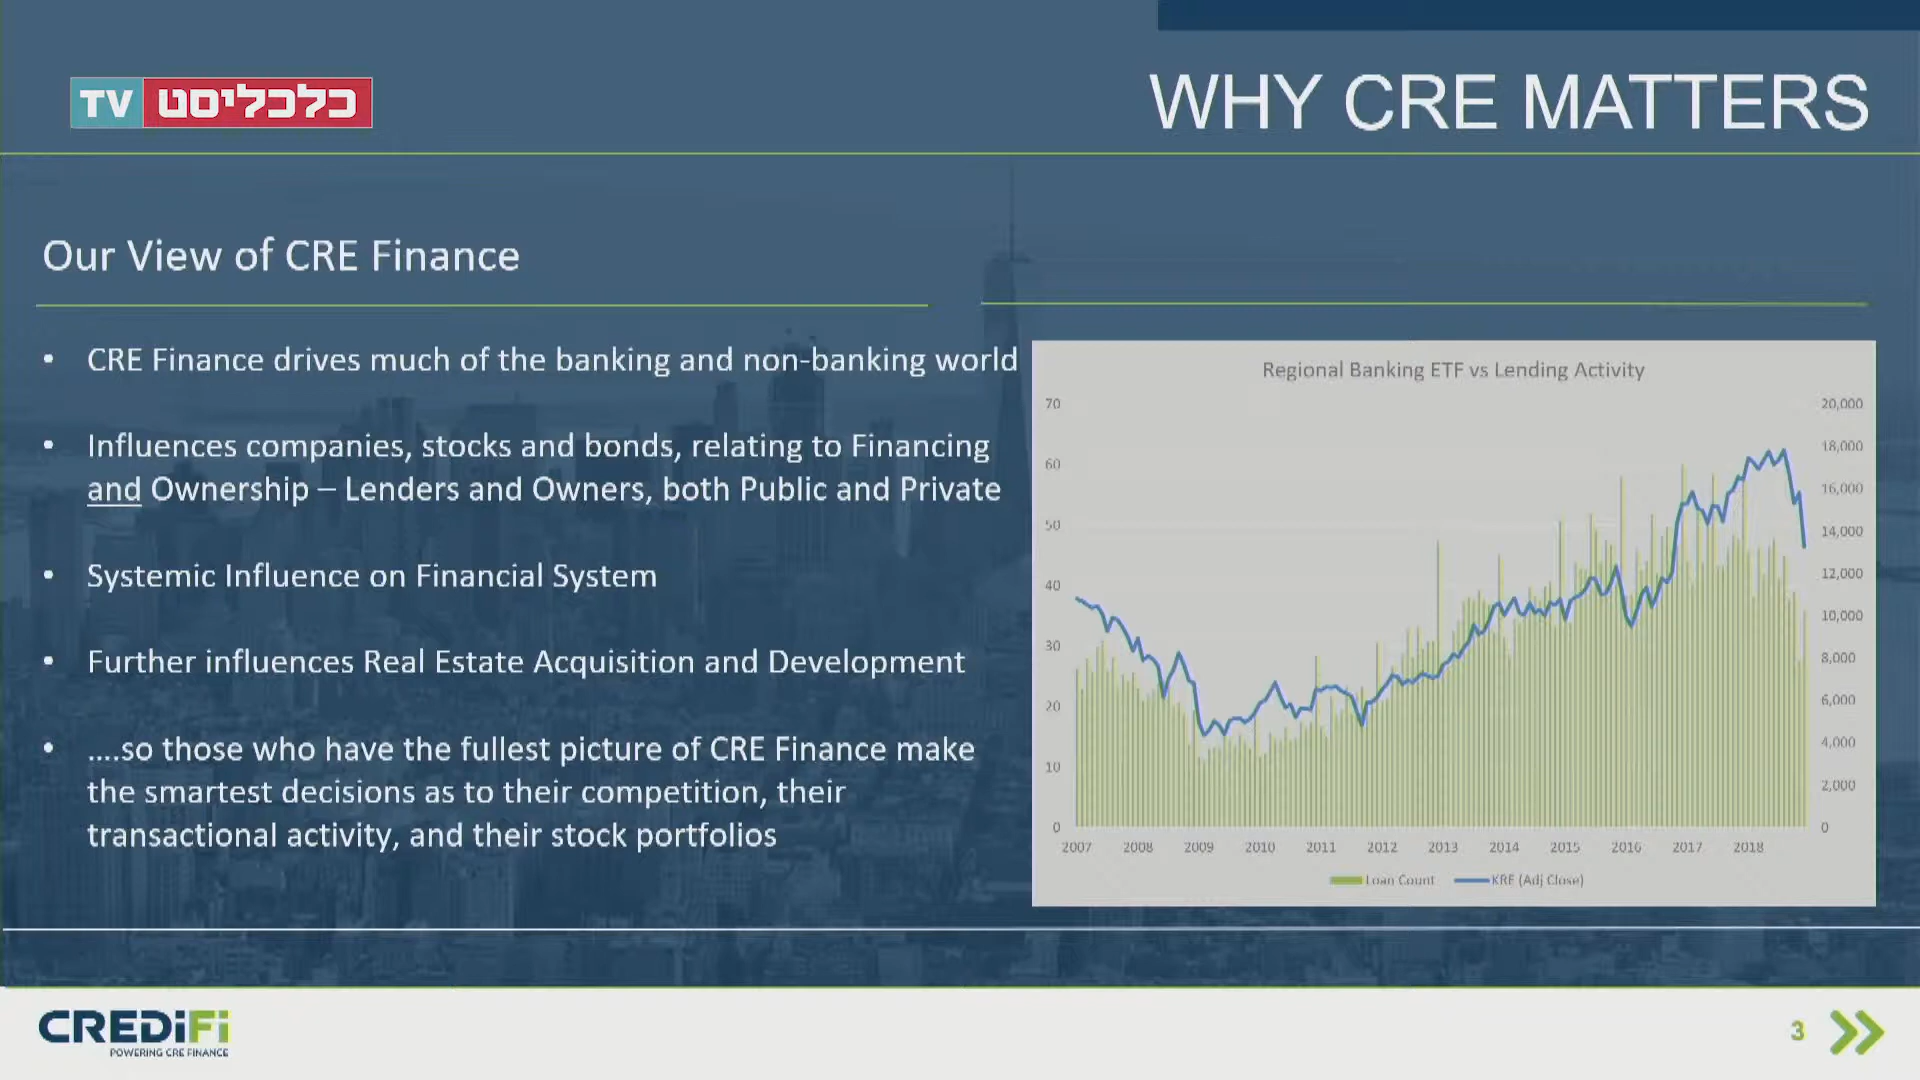 TV כלכליסט
WHY CRE MATTERS
Our View of CRE Finance
• CRE Finance drives much of the banking and non-banking world
• Influences companies, stocks and bonds, relating to Financing
and Ownership – Lenders and Owners, both Public and Private
• Systemic Influence on Financial System
• Further influences Real Estate Acquisition and Development
• ....so those who have the fullest picture of CRE Finance make
the smartest decisions as to their competition, their
transactional activity, and their stock portfolios
Regional Banking ETF vs Lending Activity
70 20,000
18,000
60
16,000
50
14,000
12,000
40
10,000
30
8,000
20 6,000
4,000
10
2,000
0 0
2007 2008 2009 2010 2011 2012 2013 2014 2015 2016 2017 2018
Loan Count KRE (Adj Close)
CREDiFi
POWERING CRE FINANCE
3